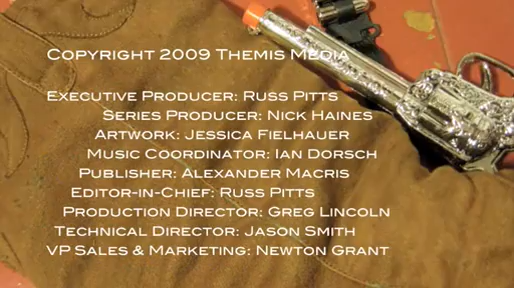 Copyright 2009 Themis Media
Executive Producer: Russ Pitts
Series Producer: Nick Haines
Artwork: Jessica Fielhauer
Music Coordinator: Ian Dorsch
Publisher: Alexander Macris
Editor-in-Chief: Russ Pitts
Production Director: Greg Lincoln
Technical Director: Jason Smith
VP Sales & Marketing: Newton Grant